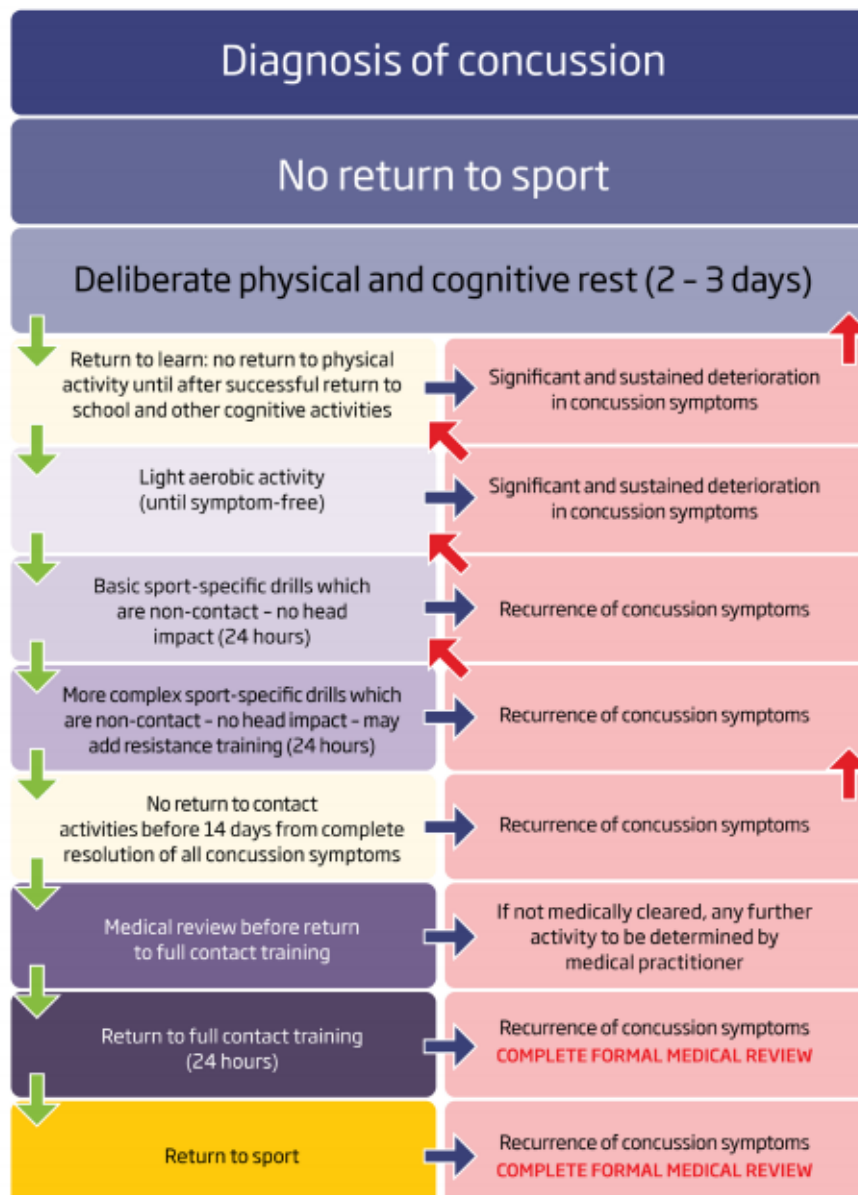 Diagnosis of concussion
No return to sport
Deliberate physical and cognitive rest (2 – 3 days)
Return to learn: no return to physical
activity until after successful return to
school and other cognitive activities
Significant and sustained deterioration
in concussion symptoms
Light aerobic activity
(until symptom-free)
Significant and sustained deterioration
in concussion symptoms
Basic sport-specific drills which
are non-contact – no head
impact (24 hours)
Recurrence of concussion symptoms
More complex sport-specific drills which
are non-contact – no head impact – may
add resistance training (24 hours)
Recurrence of concussion symptoms
No return to contact
activities before 14 days from complete
resolution of all concussion symptoms
Recurrence of concussion symptoms
Medical review before return
to full contact training
If not medically cleared, any further
activity to be determined by
medical practitioner
Return to full contact training
(24 hours)
Recurrence of concussion symptoms
COMPLETE FORMAL MEDICAL REVIEW
Return to sport
Recurrence of concussion symptoms
COMPLETE FORMAL MEDICAL REVIEW